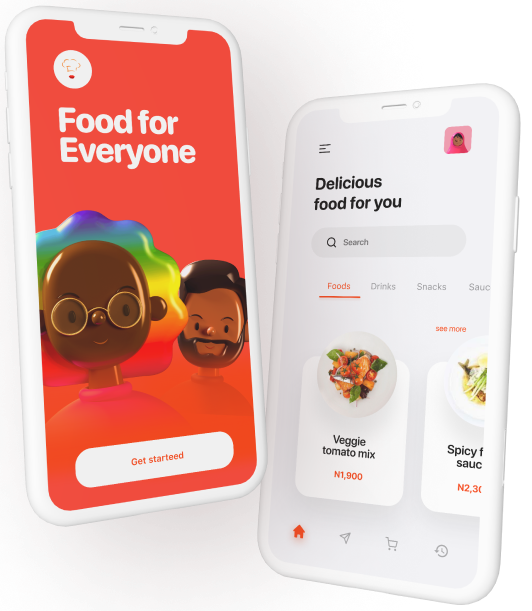 Food for
Everyone
Get starteed
Delicious
food for you
Search
Foods Drinks Snacks Sauc
see more
Veggie
tomato mix
N1,900
Spicy f
sauc
N2,3